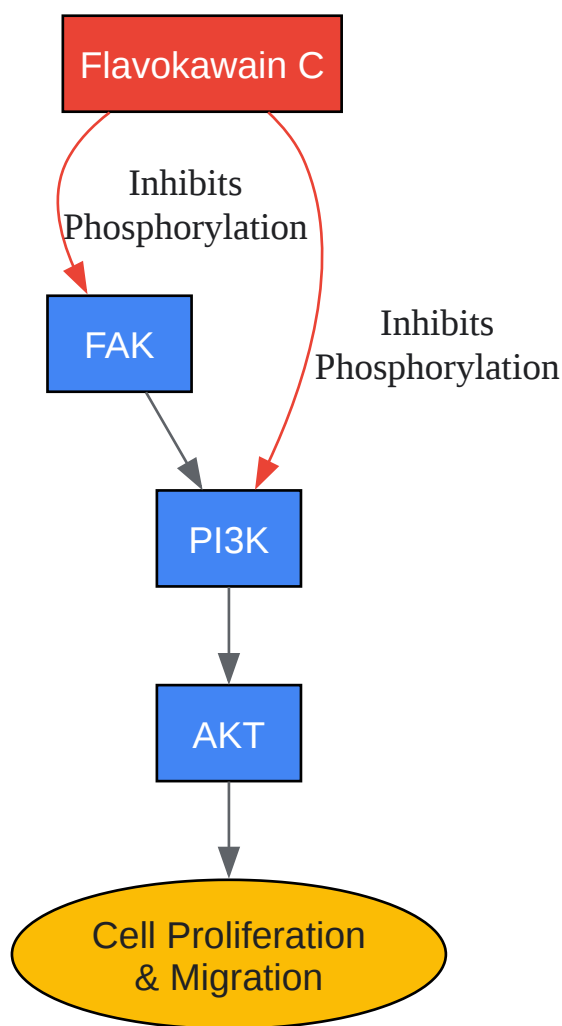 Flavokawain C
Inhibits
Phosphorylation
Inhibits
Phosphorylation
FAK
PI3K
AKT
Cell Proliferation
& Migration